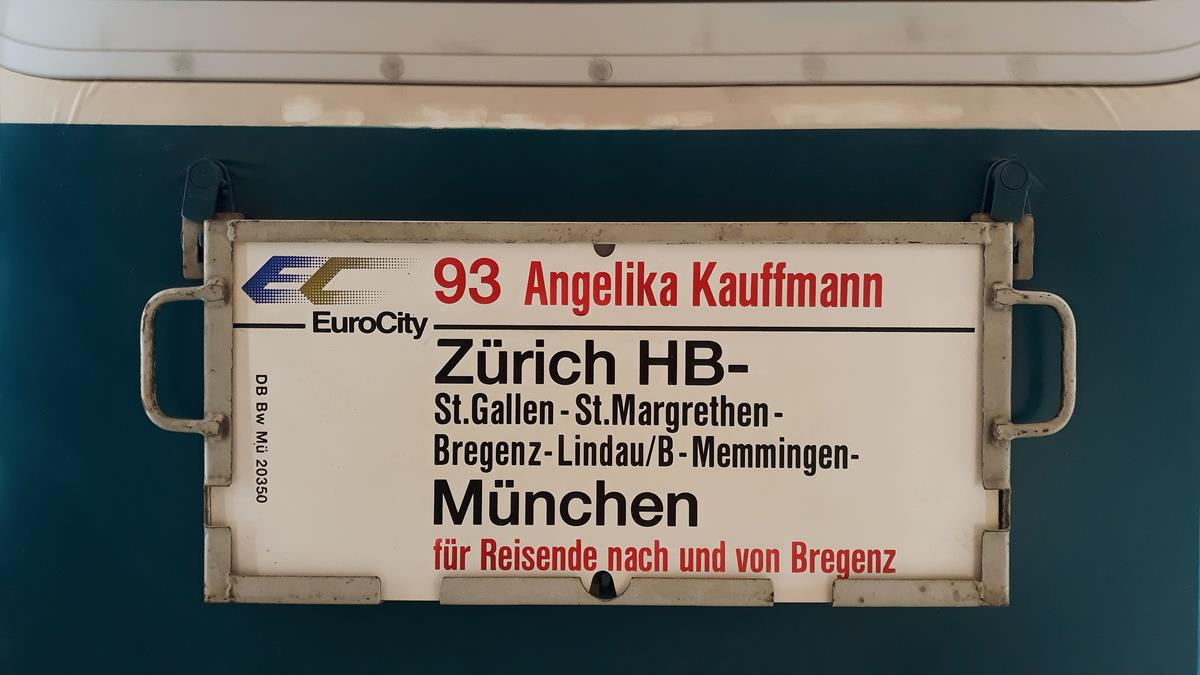 EC
93 Angelika Kauffmann
EuroCity
Zürich HB-
St.Gallen - St.Margrethen -
Bregenz - Lindau/B - Memmingen-
München
für Reisende nach und von Bregenz
DB Bw Mü 20350